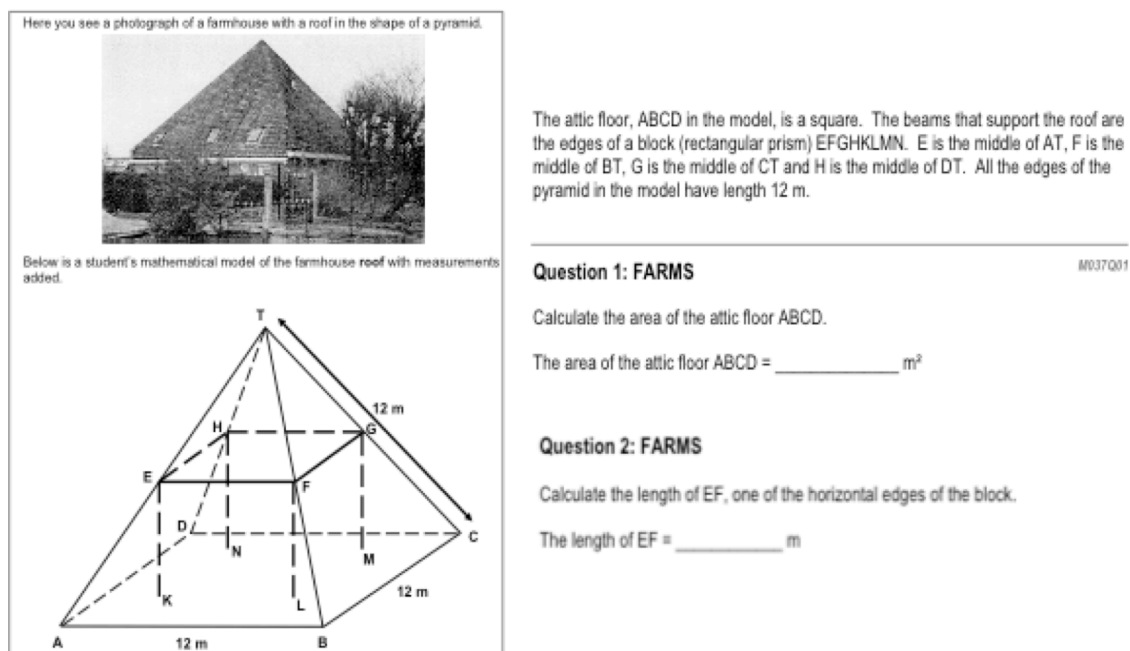 Here you see a photograph of a farmhouse with a roof in the shape of a pyramid.
Below is a student's mathematical model of the farmhouse roof with measurements
added.
T
12 m
H
G
E
F
D
C
N
M
K
L
12 m
A
12 m
B
The attic floor, ABCD in the model, is a square. The beams that support the roof are
the edges of a block (rectangular prism) EFGHKLMN. E is the middle of AT, F is the
middle of BT, G is the middle of CT and H is the middle of DT. All the edges of the
pyramid in the model have length 12 m.
Question 1: FARMS
M037Q01
Calculate the area of the attic floor ABCD.
The area of the attic floor ABCD = _______________ m²
Question 2: FARMS
Calculate the length of EF, one of the horizontal edges of the block.
The length of EF = _____________ m